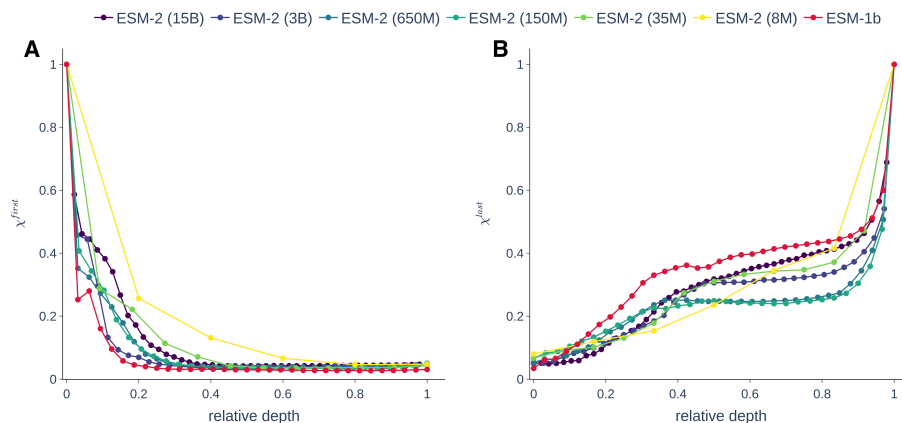 ESM-2 (15B) ESM-2 (3B) ESM-2 (650M) ESM-2 (150M) ESM-2 (35M) ESM-2 (8M) ESM-1b
A B
1 1
0.8 0.8
0.6 0.6
0.4 0.4
0.2 0.2
0 0
χ^first χ^last
0 0.2 0.4 0.6 0.8 1 0 0.2 0.4 0.6 0.8 1
relative depth relative depth